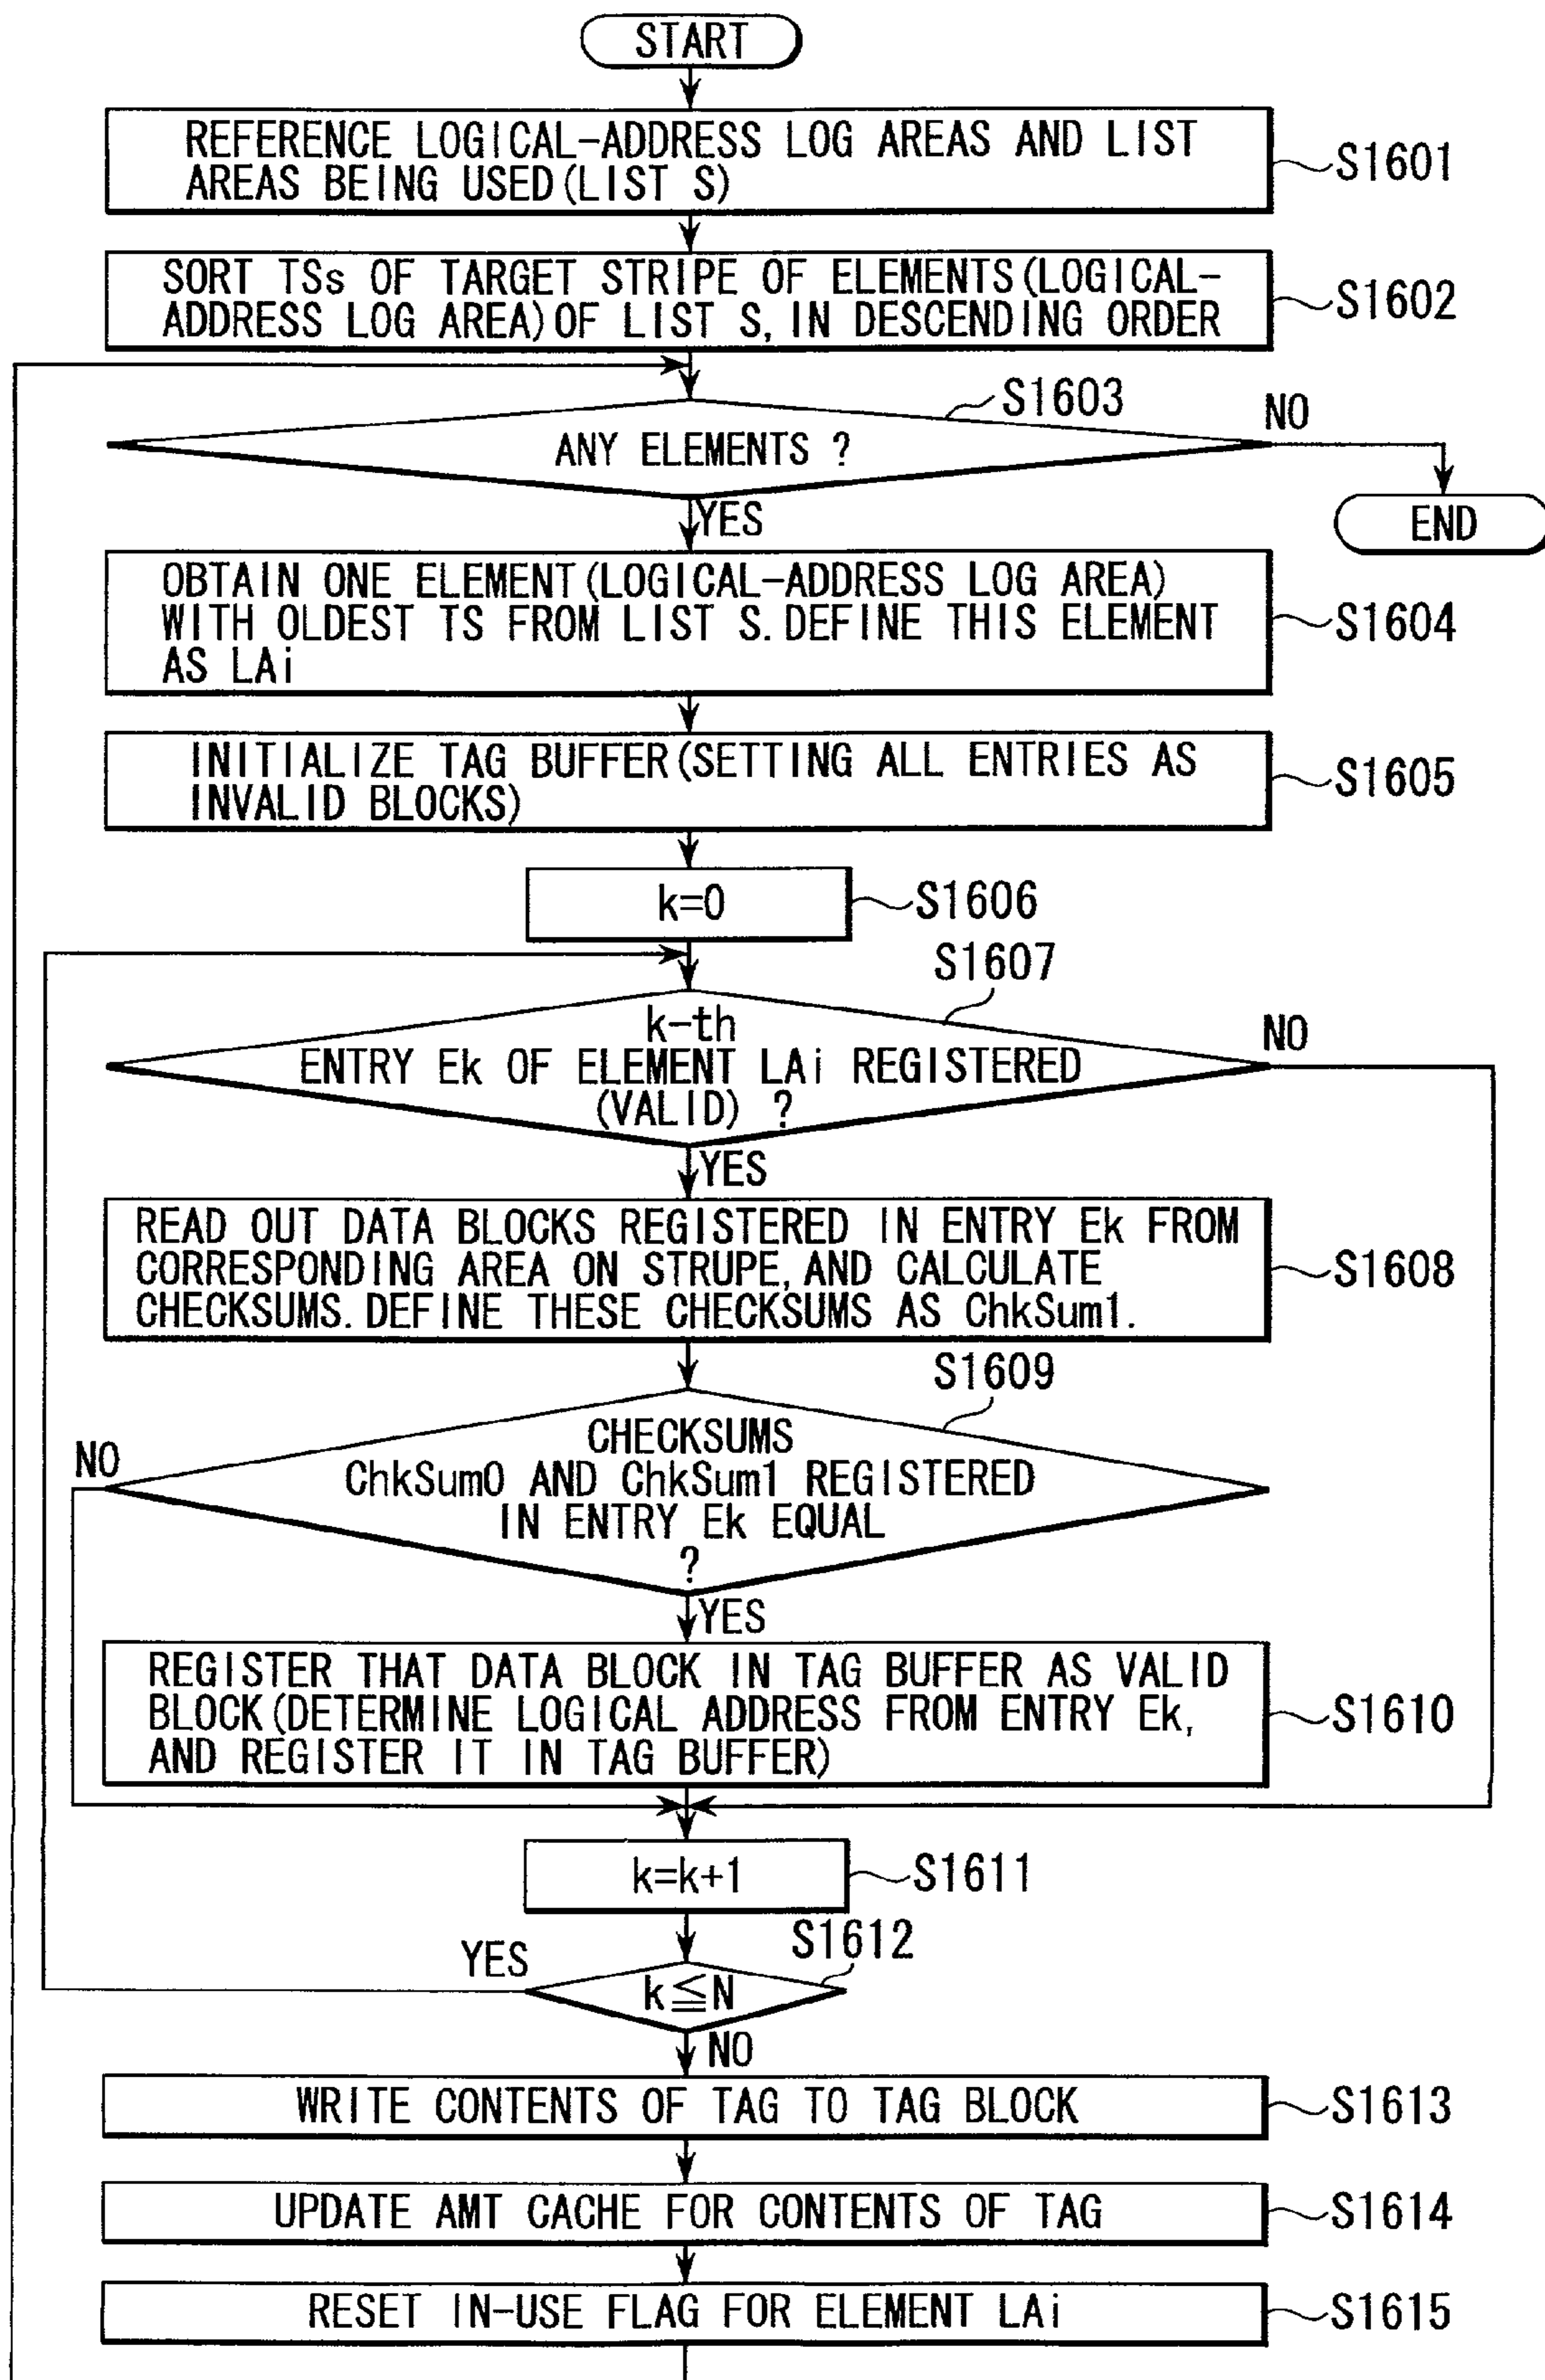 START
REFERENCE LOGICAL-ADDRESS LOG AREAS AND LIST
AREAS BEING USED(LIST S)
S1601
SORT TSs OF TARGET STRIPE OF ELEMENTS(LOGICAL-
ADDRESS LOG AREA)OF LIST S, IN DESCENDING ORDER
S1602
S1603
NO
ANY ELEMENTS ?
YES
END
OBTAIN ONE ELEMENT(LOGICAL-ADDRESS LOG AREA)
WITH OLDEST TS FROM LIST S. DEFINE THIS ELEMENT
AS LAi
S1604
INITIALIZE TAG BUFFER(SETTING ALL ENTRIES AS
INVALID BLOCKS)
S1605
k=0
S1606
S1607
k-th
ENTRY Ek OF ELEMENT LAi REGISTERED
(VALID) ?
NO
YES
READ OUT DATA BLOCKS REGISTERED IN ENTRY Ek FROM
CORRESPONDING AREA ON STRUPE, AND CALCULATE
CHECKSUMS. DEFINE THESE CHECKSUMS AS ChkSum1.
S1608
S1609
CHECKSUMS
ChkSum0 AND ChkSum1 REGISTERED
IN ENTRY Ek EQUAL
?
NO
YES
REGISTER THAT DATA BLOCK IN TAG BUFFER AS VALID
BLOCK(DETERMINE LOGICAL ADDRESS FROM ENTRY Ek,
AND REGISTER IT IN TAG BUFFER)
S1610
k=k+1
S1611
S1612
YES
k≦N
NO
WRITE CONTENTS OF TAG TO TAG BLOCK
S1613
UPDATE AMT CACHE FOR CONTENTS OF TAG
S1614
RESET IN-USE FLAG FOR ELEMENT LAi
S1615